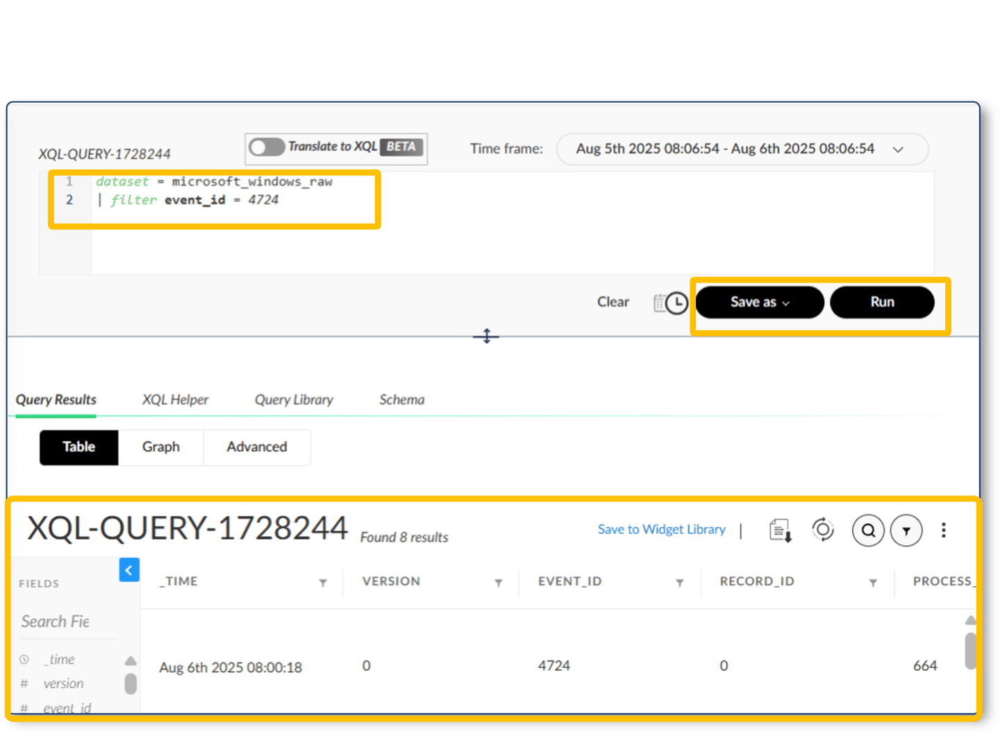 XQL-QUERY-1728244
Translate to XQL BETA
Time frame: Aug 5th 2025 08:06:54 - Aug 6th 2025 08:06:54
1 dataset = microsoft_windows_raw
2 | filter event_id = 4724
Clear Save as Run
Query Results XQL Helper Query Library Schema
Table Graph Advanced
XQL-QUERY-1728244 Found 8 results Save to Widget Library |
FIELDS
Search Fie
# _time
# version
# event_id
_TIME VERSION EVENT_ID RECORD_ID PROCESS_
Aug 6th 2025 08:00:18 0 4724 0 664